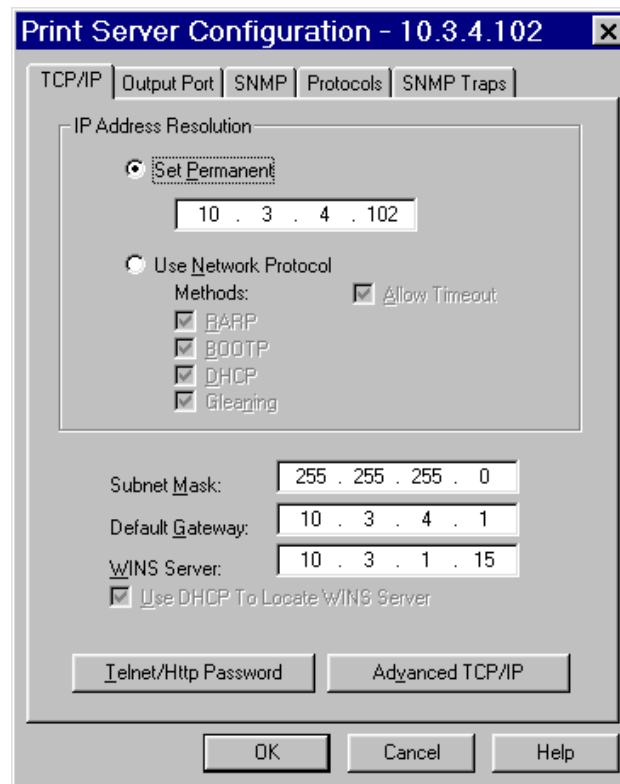 Print Server Configuration - 10.3.4.102
TCP/IP Output Port SNMP Protocols SNMP Traps
IP Address Resolution
Set Permanent
10 . 3 . 4 . 102
Use Network Protocol
Methods: Allow Timeout
RARP
BOOTP
DHCP
Gleaning
Subnet Mask: 255 . 255 . 255 . 0
Default Gateway: 10 . 3 . 4 . 1
WINS Server: 10 . 3 . 1 . 15
Use DHCP To Locate WINS Server
Telnet/Http Password Advanced TCP/IP
OK Cancel Help